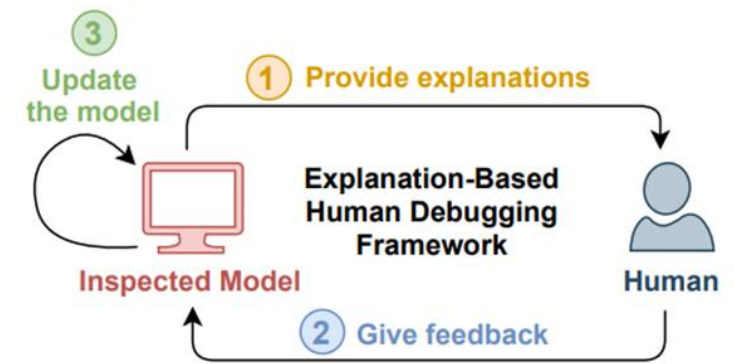 3
Update
the model
1 Provide explanations
Explanation-Based
Human Debugging
Framework
Inspected Model
Human
2 Give feedback